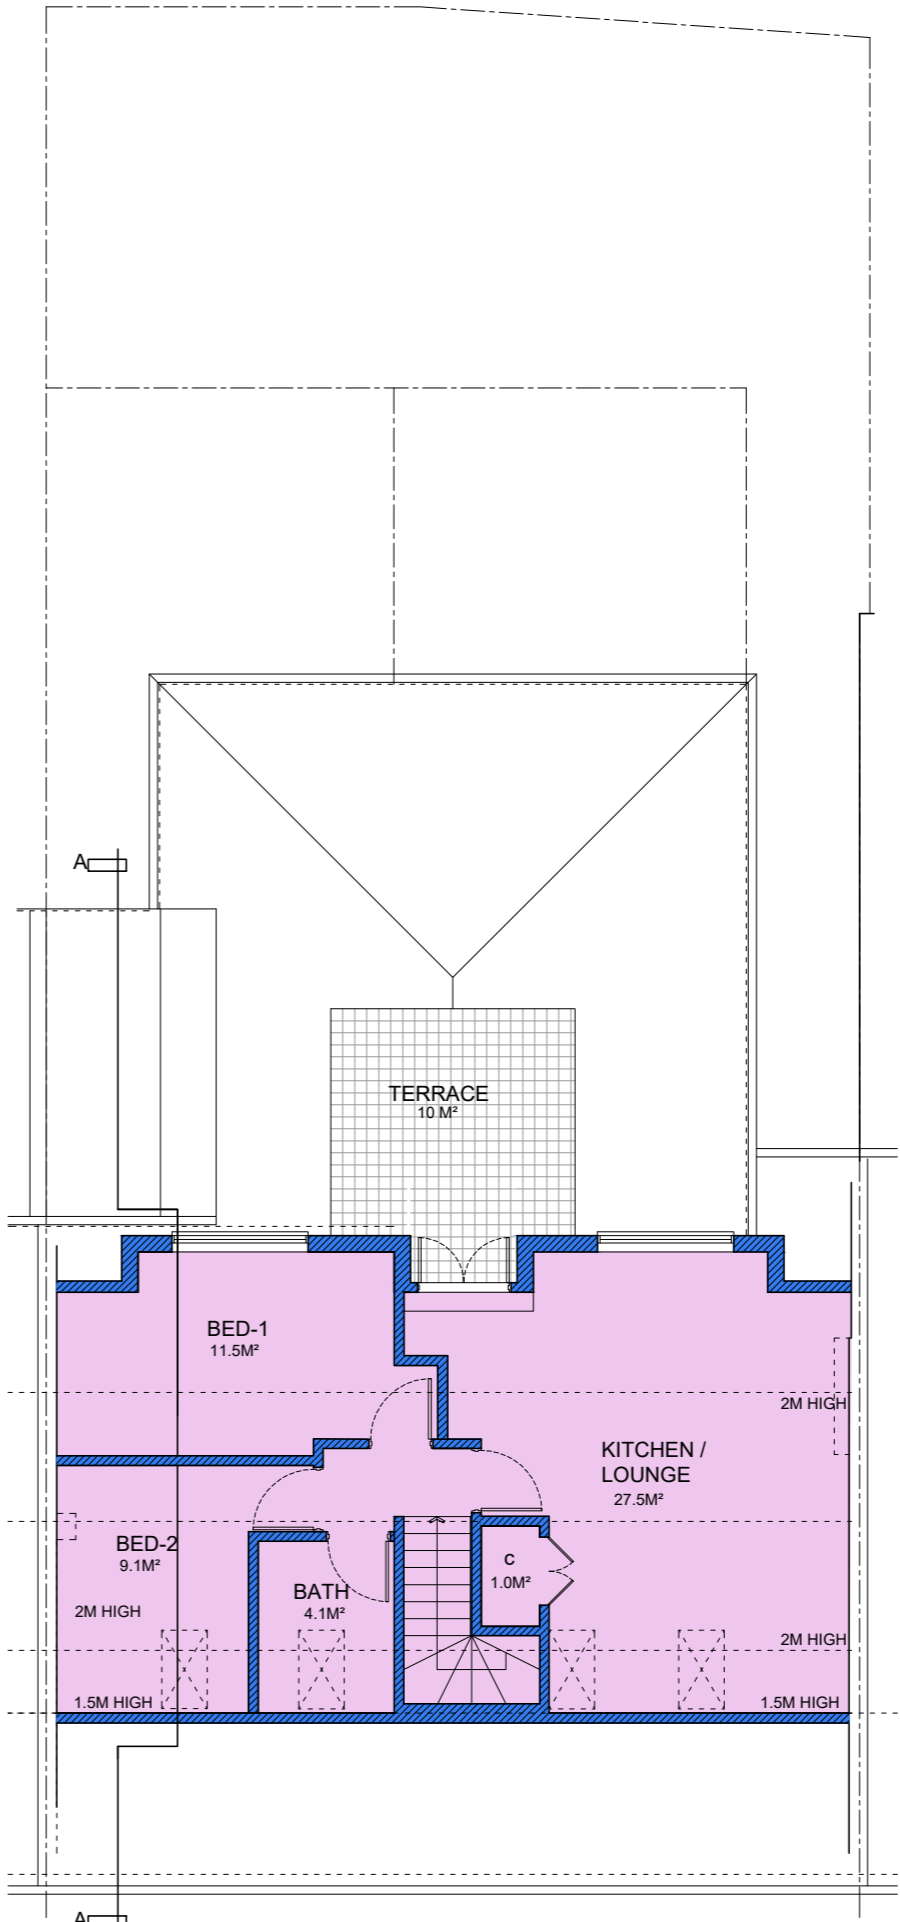 A
TERRACE
10 M²
BED-1
11.5M²
2M HIGH
KITCHEN /
LOUNGE
27.5M²
BED-2
9.1M²
C
1.0M²
BATH
4.1M²
2M HIGH
2M HIGH
1.5M HIGH
1.5M HIGH
A